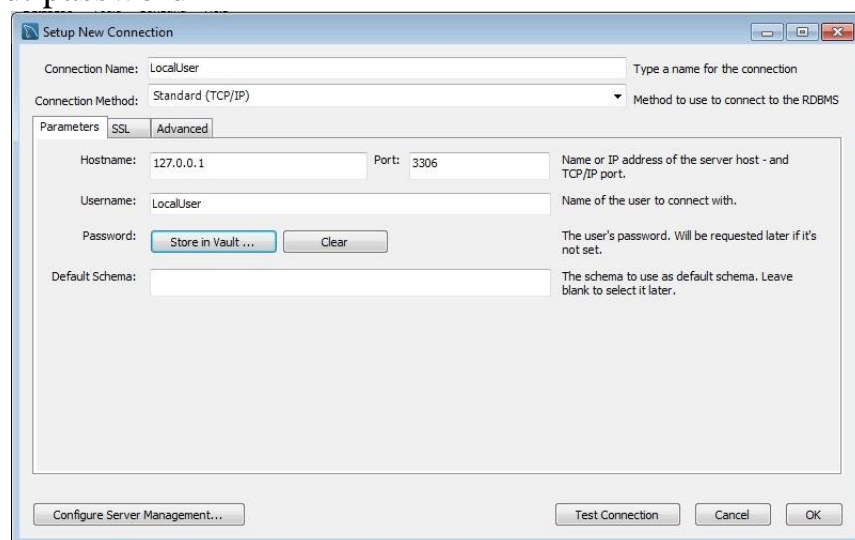 password
Setup New Connection
Connection Name: LocalUser Type a name for the connection
Connection Method: Standard (TCP/IP) Method to use to connect to the RDBMS
Parameters SSL Advanced
Hostname: 127.0.0.1 Port: 3306 Name or IP address of the server host - and
TCP/IP port.
Username: LocalUser Name of the user to connect with.
Password: Store in Vault ... Clear The user's password. Will be requested later if it's
not set.
Default Schema: The schema to use as default schema. Leave
blank to select it later.
Configure Server Management... Test Connection Cancel OK